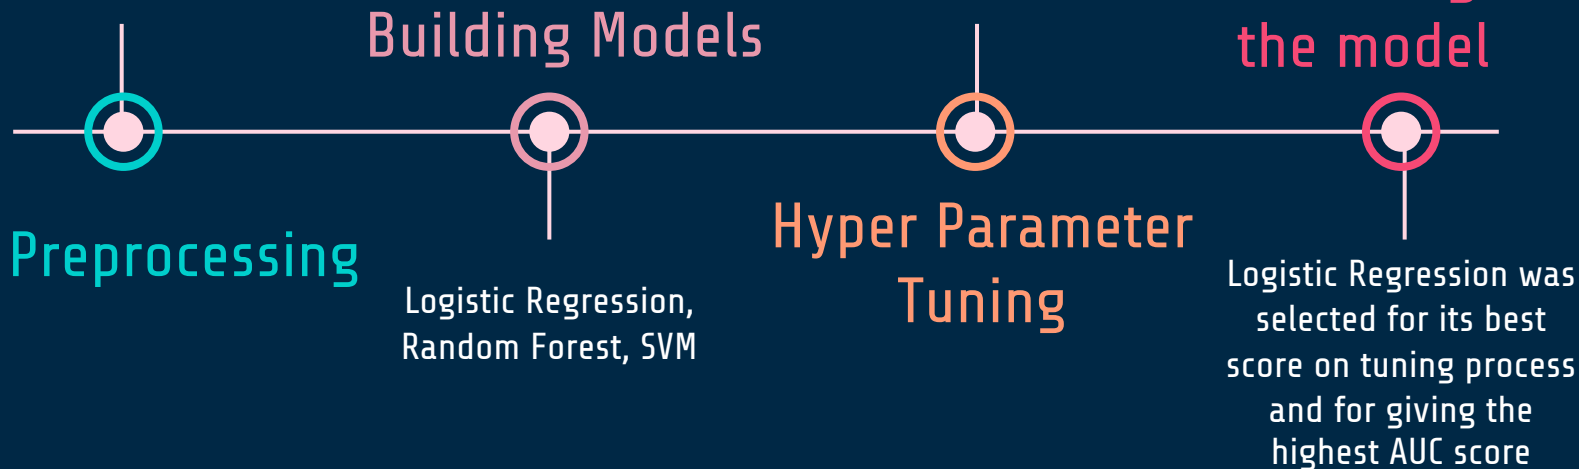 Preprocessing
Building Models
Logistic Regression,
Random Forest, SVM
Hyper Parameter
Tuning
the model
Logistic Regression was
selected for its best
score on tuning process
and for giving the
highest AUC score